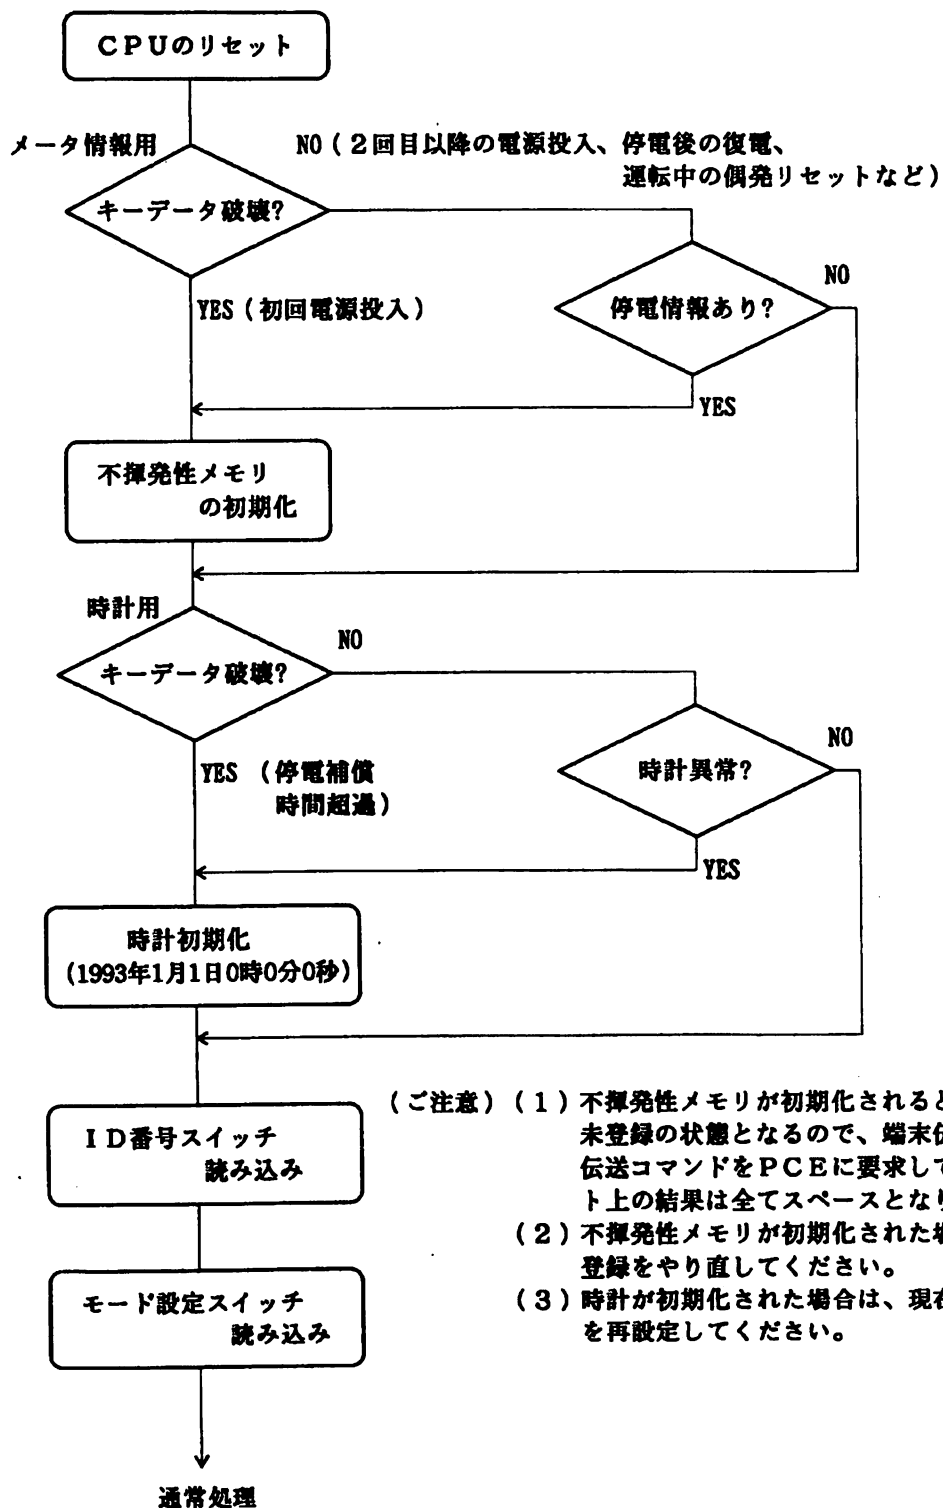 CPUのリセット
メータ情報用
NO(2回目以降の電源投入、停電後の復電、
運転中の偶発リセットなど)
キーデータ破壊?
NO
YES(初回電源投入)
停電情報あり?
YES
不揮発性メモリ
の初期化
時計用
NO
キーデータ破壊?
NO
YES (停電補償
時間超過)
時計異常?
YES
時計初期化
(1993年1月1日0時0分0秒)
(ご注意)(1)不揮発性メモリが初期化されると
未登録の状態となるので、端末伝
伝送コマンドをPCEに要求して
ト上の結果は全てスペースとなり
(2)不揮発性メモリが初期化された場
登録をやり直してください。
(3)時計が初期化された場合は、現在
を再設定してください。
ID番号スイッチ
読み込み
モード設定スイッチ
読み込み
通常処理